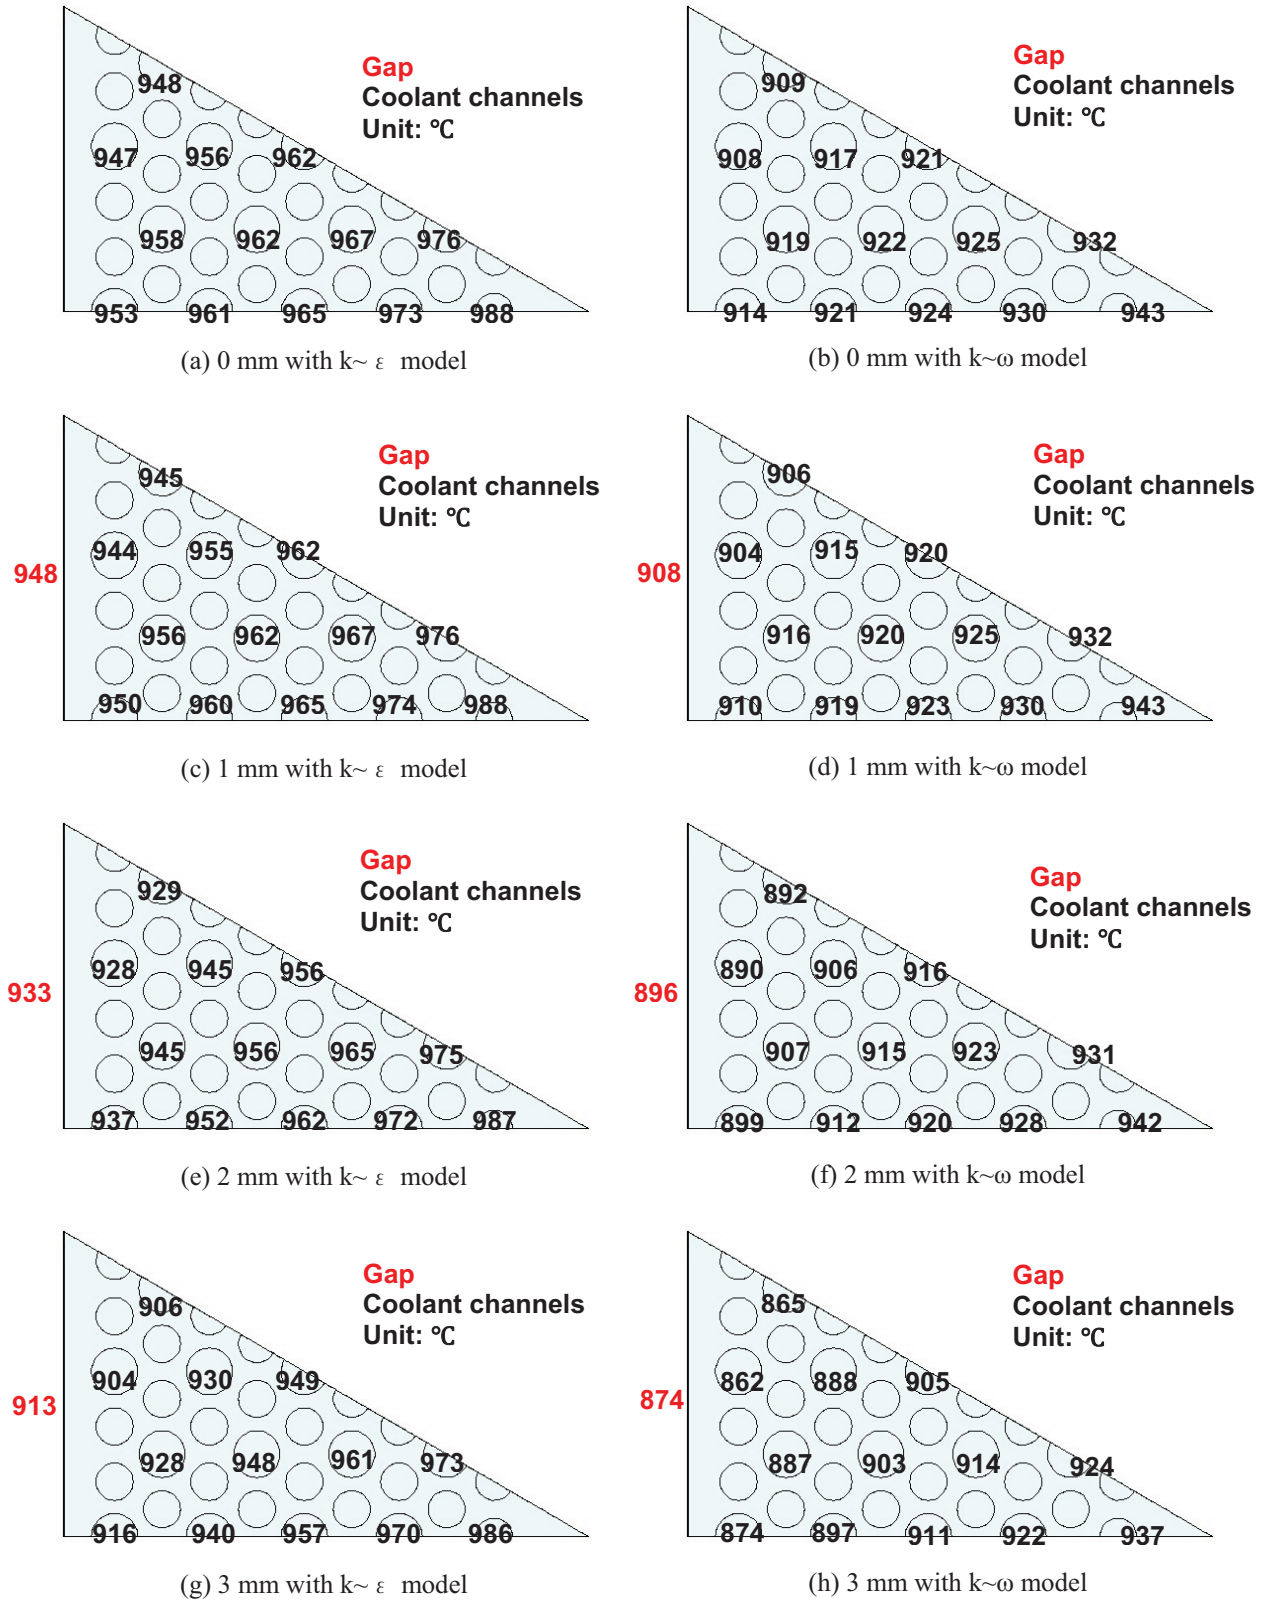 Gap
Coolant channels
Unit: ℃
948
947 956 962
958 962 967 976
953 961 965 973 988
(a) 0 mm with k~ ε model
Gap
Coolant channels
Unit: ℃
909
908 917 921
919 922 925 932
914 921 924 930 943
(b) 0 mm with k~ω model
Gap
Coolant channels
Unit: ℃
945
944 955 962
948
956 962 967 976
950 960 965 974 988
(c) 1 mm with k~ ε model
Gap
Coolant channels
Unit: ℃
906
904 915 920
908
916 920 925 932
910 919 923 930 943
(d) 1 mm with k~ω model
Gap
Coolant channels
Unit: ℃
929
928 945 956
933
945 956 965 975
937 952 962 972 987
(e) 2 mm with k~ ε model
Gap
Coolant channels
Unit: ℃
892
890 906 916
896
907 915 923 931
899 912 920 928 942
(f) 2 mm with k~ω model
Gap
Coolant channels
Unit: ℃
906
904 930 949
913
928 948 961 973
916 940 957 970 986
(g) 3 mm with k~ ε model
Gap
Coolant channels
Unit: ℃
865
862 888 905
874
887 903 914 924
874 897 911 922 937
(h) 3 mm with k~ω model